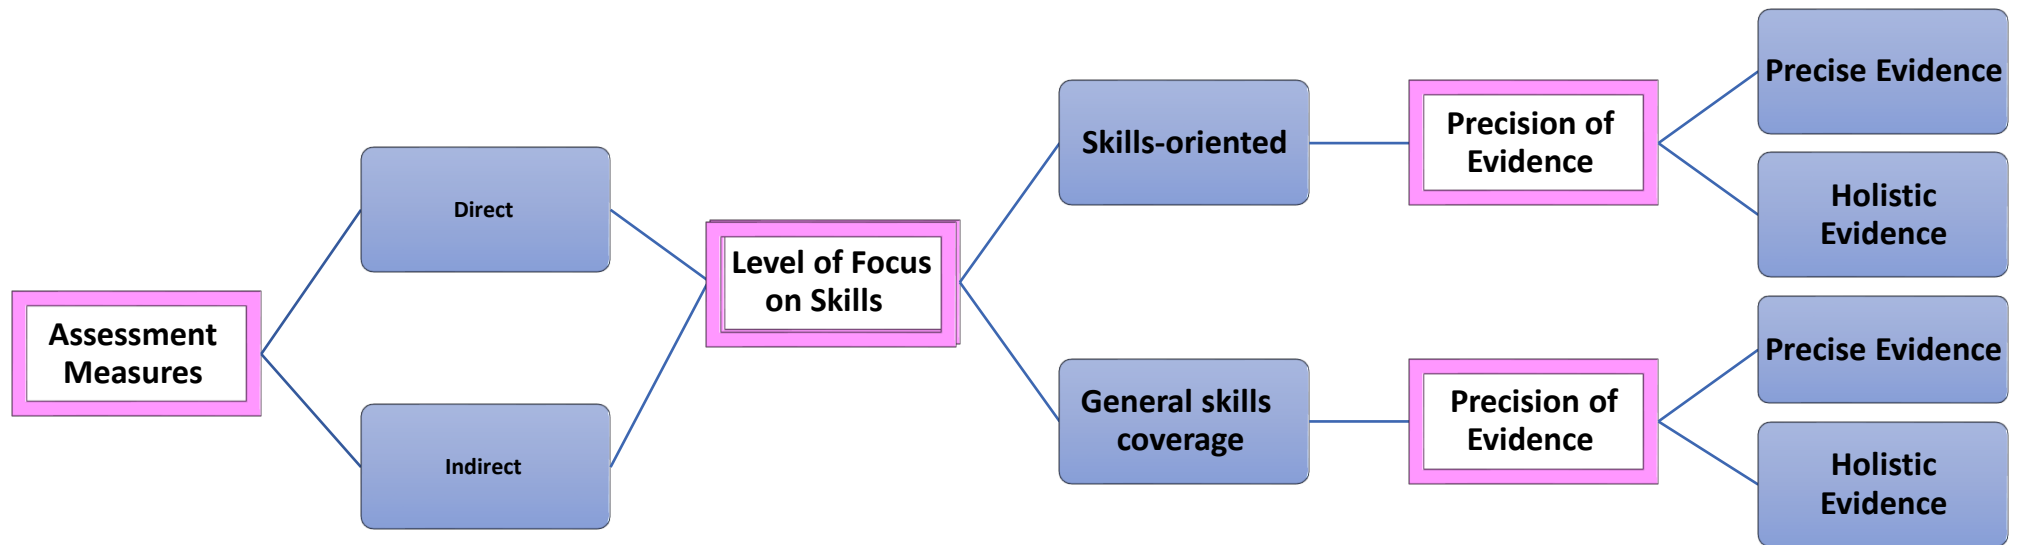 Assessment
Measures
Direct
Indirect
Level of Focus
on Skills
Skills-oriented
General skills
coverage
Precision of
Evidence
Precision of
Evidence
Precise Evidence
Holistic
Evidence
Precise Evidence
Holistic
Evidence